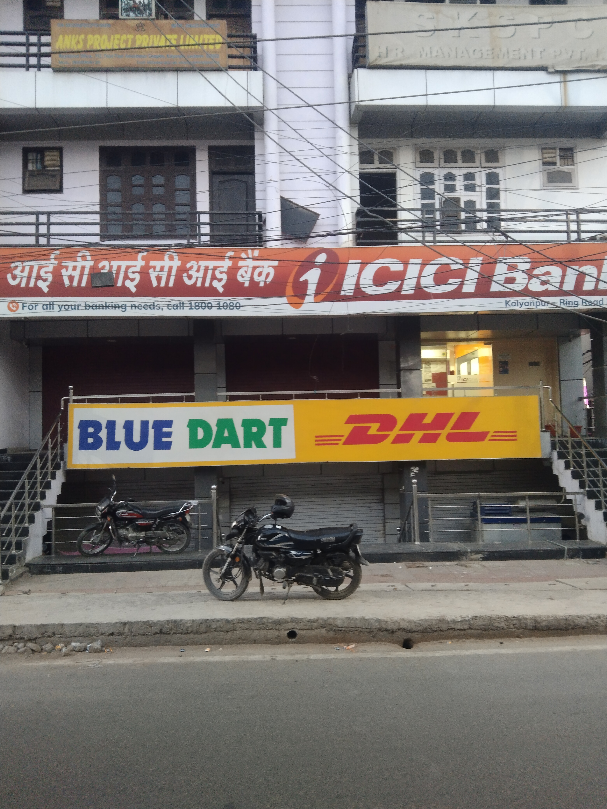 ANKS PROJECT PRIVATE LIMITED
S K S P C
H R MANAGEMENT PVT.
आई सी आई सी आई बैंक
ICICI Bank
For all your banking needs, call 1800 1080
Kalyanpur - Ring Road
BLUE DART
DHL